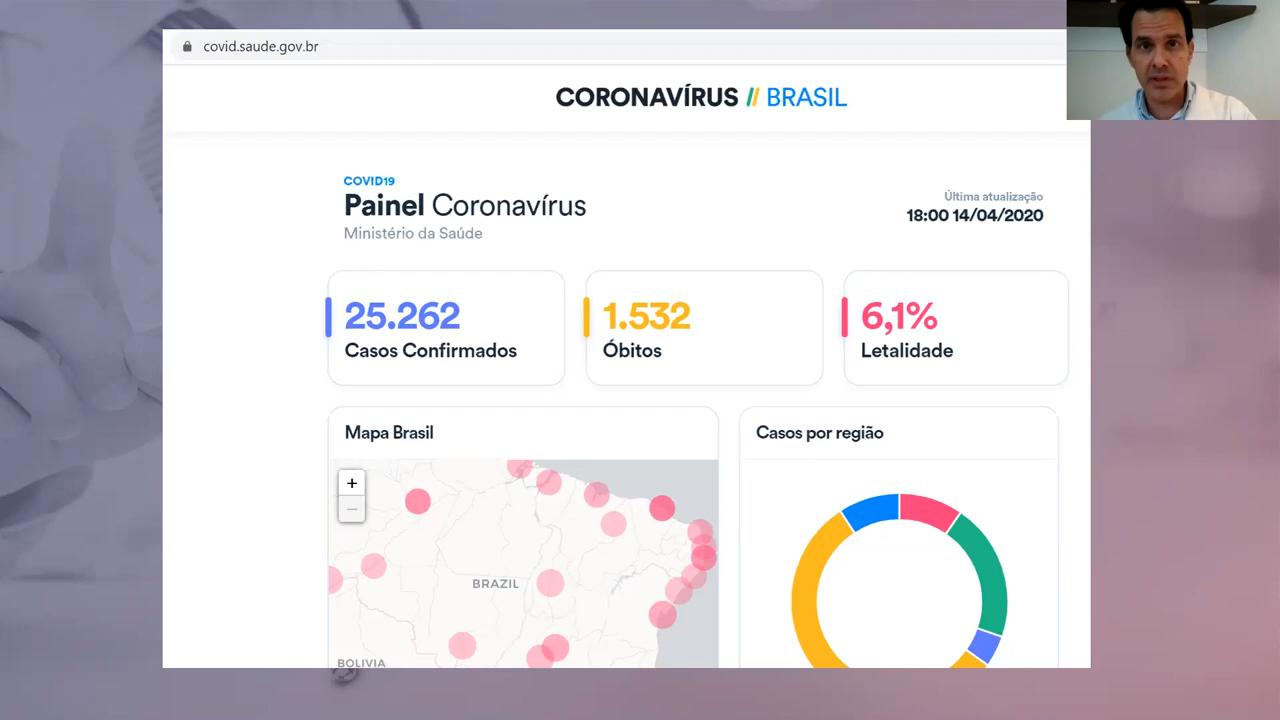 covid.saude.gov.br
CORONAVÍRUS // BRASIL
COVID19
Painel Coronavírus
Ministério da Saúde
Última atualização
18:00 14/04/2020
25.262
Casos Confirmados
1.532
Óbitos
6,1%
Letalidade
Mapa Brasil
Casos por região
+
−
BRAZIL
BOLIVIA